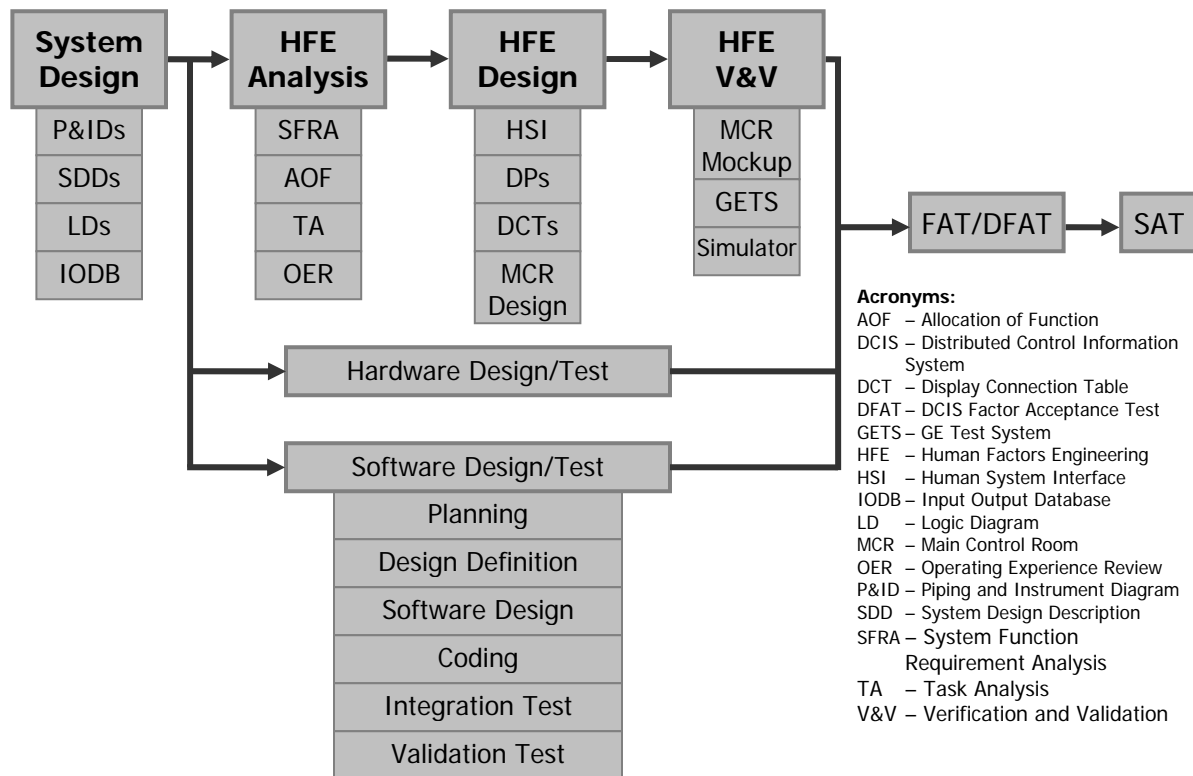 System
Design
HFE
Analysis
HFE
Design
HFE
V&V
P&IDs
SDDs
LDs
IODB
SFRA
AOF
TA
OER
HSI
DPs
DCTs
MCR
Design
MCR
Mockup
GETS
Simulator
FAT/DFAT
SAT
Hardware Design/Test
Software Design/Test
Planning
Design Definition
Software Design
Coding
Integration Test
Validation Test
Acronyms:
AOF – Allocation of Function
DCIS – Distributed Control Information
System
DCT – Display Connection Table
DFAT – DCIS Factor Acceptance Test
GETS – GE Test System
HFE – Human Factors Engineering
HSI – Human System Interface
IODB – Input Output Database
LD – Logic Diagram
MCR – Main Control Room
OER – Operating Experience Review
P&ID – Piping and Instrument Diagram
SDD – System Design Description
SFRA – System Function
Requirement Analysis
TA – Task Analysis
V&V – Verification and Validation